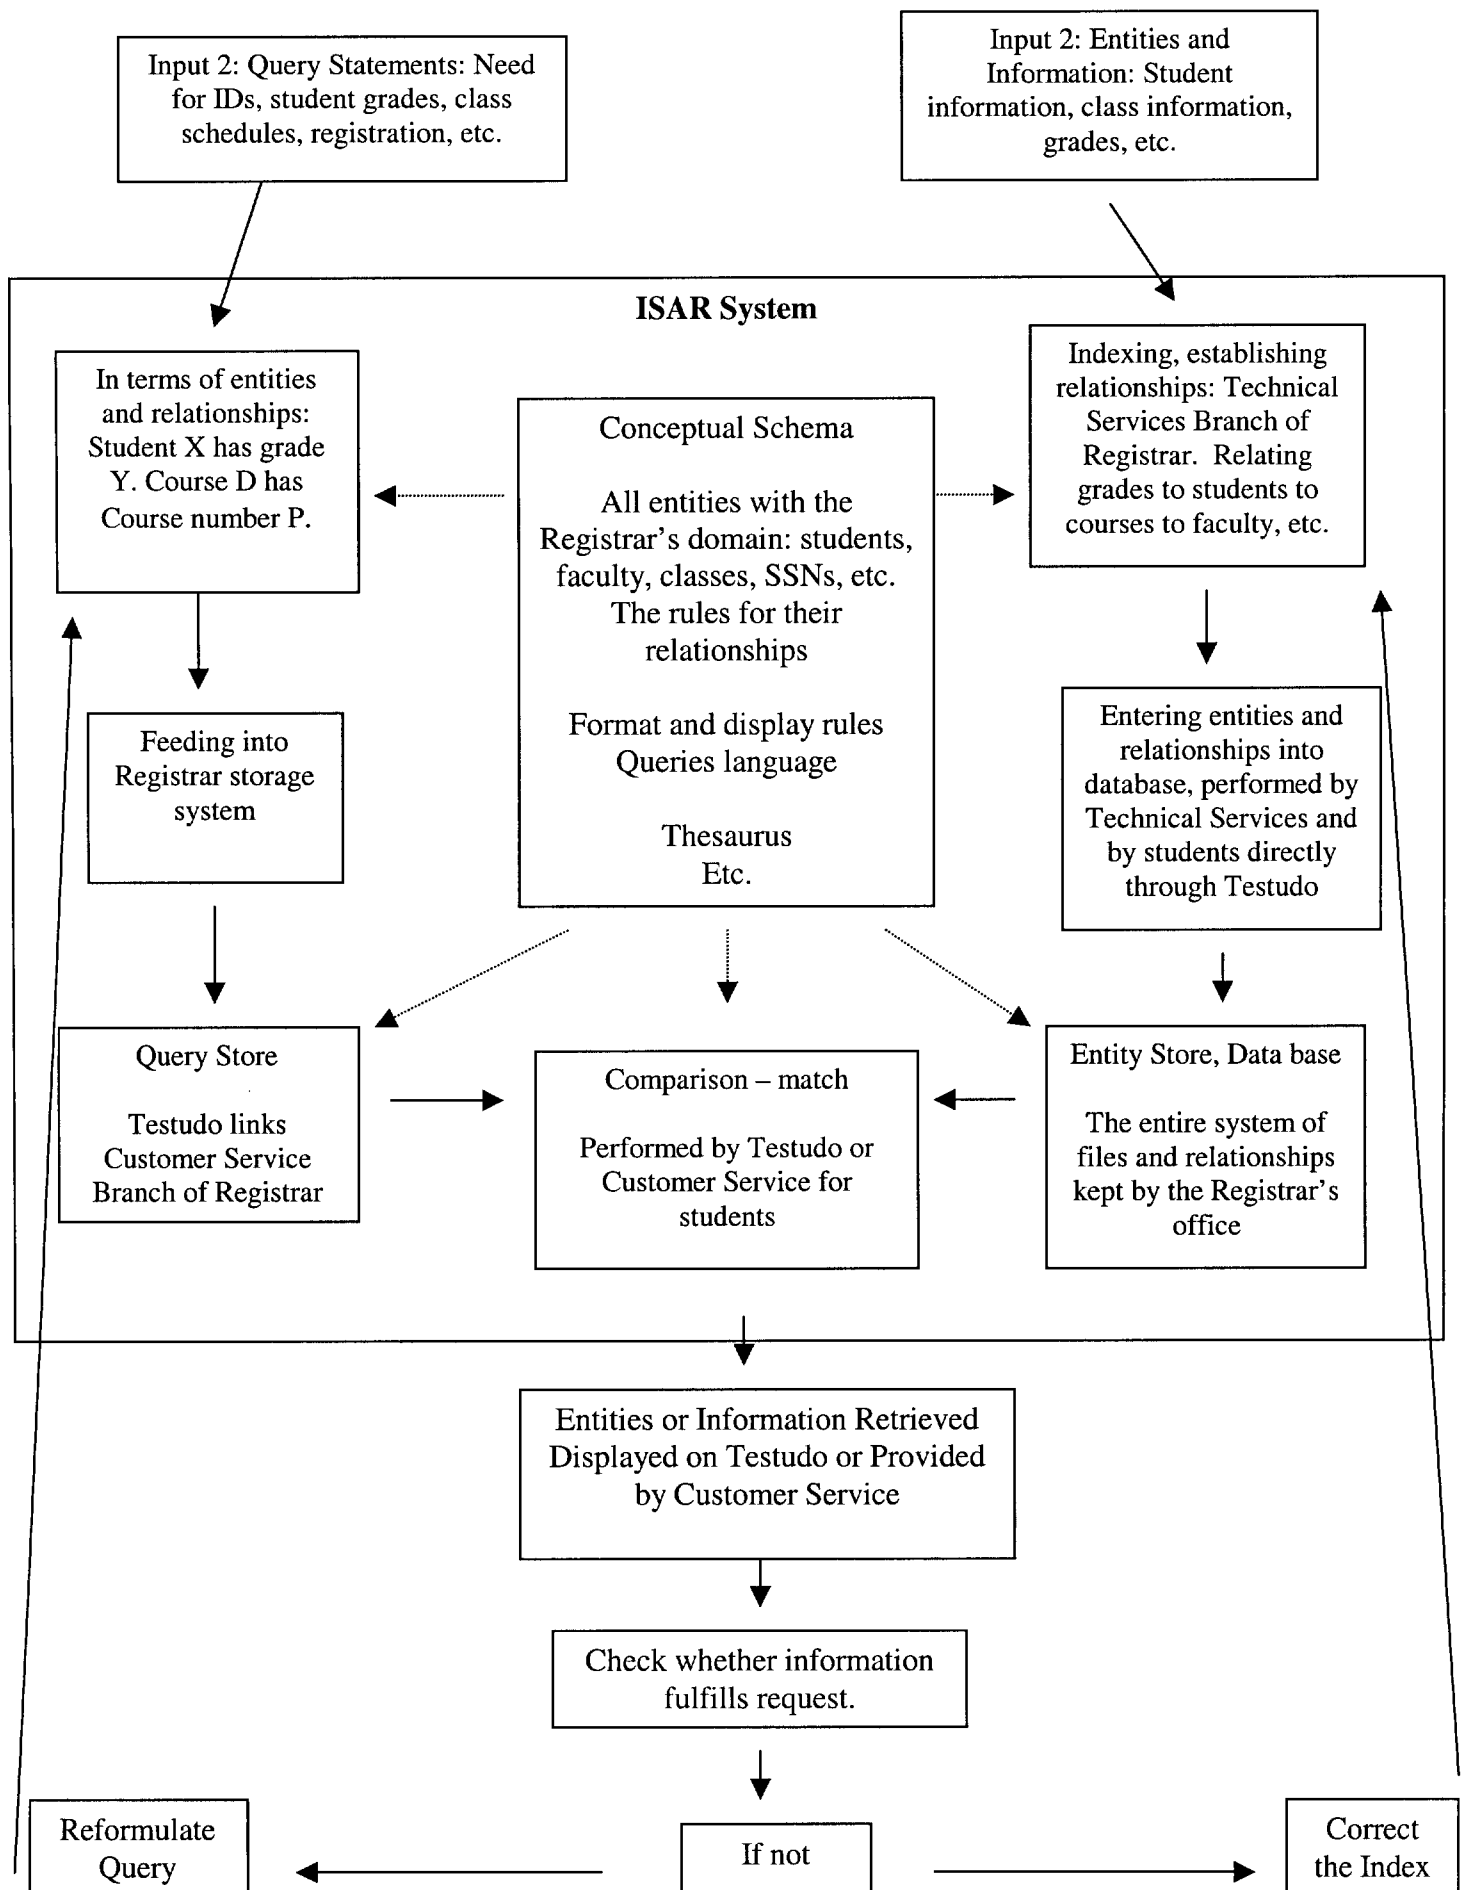 Input 2: Query Statements: Need
for IDs, student grades, class
schedules, registration, etc.
Input 2: Entities and
Information: Student
information, class information,
grades, etc.
ISAR System
In terms of entities
and relationships:
Student X has grade
Y. Course D has
Course number P.
Conceptual Schema
All entities with the
Registrar's domain: students,
faculty, classes, SSNs, etc.
The rules for their
relationships
Format and display rules
Queries language
Thesaurus
Etc.
Indexing, establishing
relationships: Technical
Services Branch of
Registrar. Relating
grades to students to
courses to faculty, etc.
Feeding into
Registrar storage
system
Entering entities and
relationships into
database, performed by
Technical Services and
by students directly
through Testudo
Query Store
Testudo links
Customer Service
Branch of Registrar
Comparison – match
Performed by Testudo or
Customer Service for
students
Entity Store, Data base
The entire system of
files and relationships
kept by the Registrar's
office
Entities or Information Retrieved
Displayed on Testudo or Provided
by Customer Service
Check whether information
fulfills request.
Reformulate
Query
If not
Correct
the Index